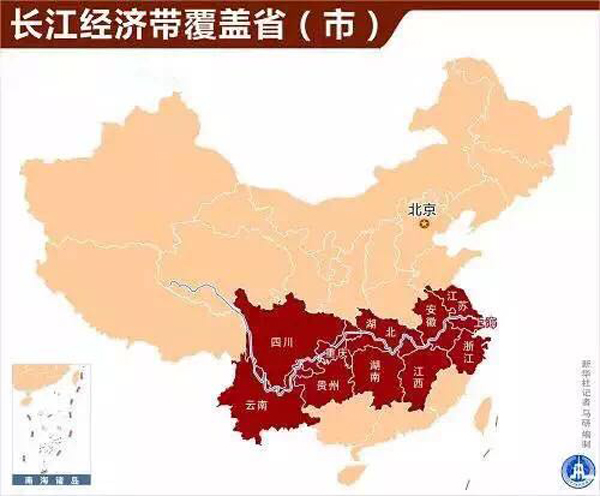 长江经济带覆盖省（市）
北京
江苏
安徽
上海
湖北
四川
重庆
浙江
湖南
江西
贵州
云南
南海诸岛
新华社记者 马研 编制